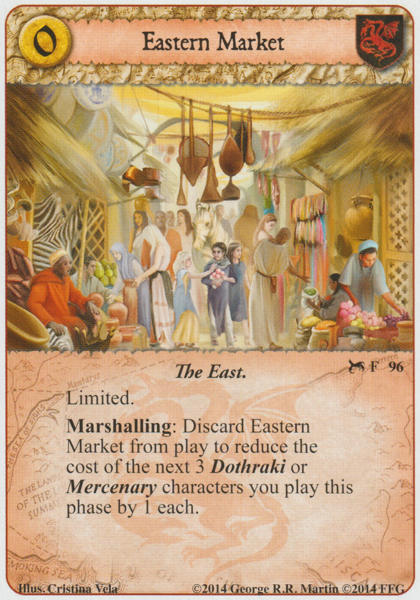 0
Eastern Market
The East.
F 96
Limited.
Marshalling: Discard Eastern
Market from play to reduce the
cost of the next 3 Dothraki or
Mercenary characters you play this
phase by 1 each.
SMOKING SEA
Illus. Cristina Vela
©2014 George R.R. Martin ©2014 FFG